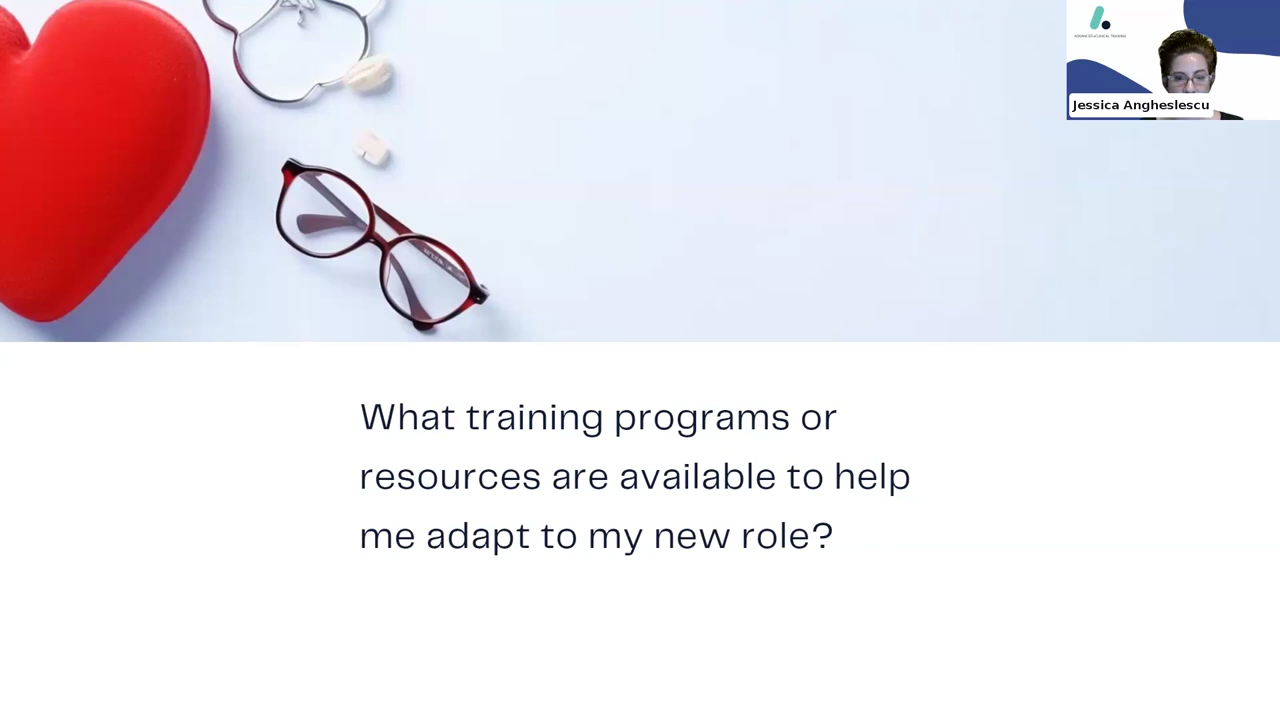 Jessica Angheslescu
What training programs or
resources are available to help
me adapt to my new role?